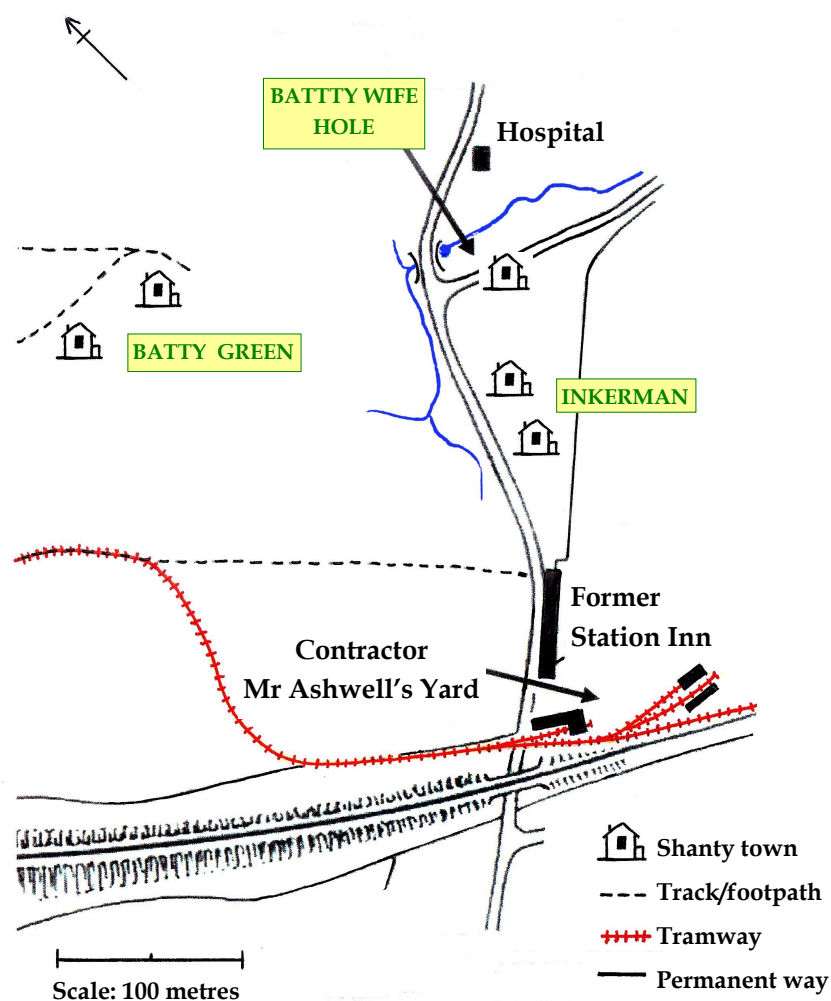 BATTTY WIFE
HOLE
Hospital
BATTY GREEN
INKERMAN
Former
Station Inn
Contractor
Mr Ashwell's Yard
Shanty town
Track/footpath
Tramway
Permanent way
Scale: 100 metres